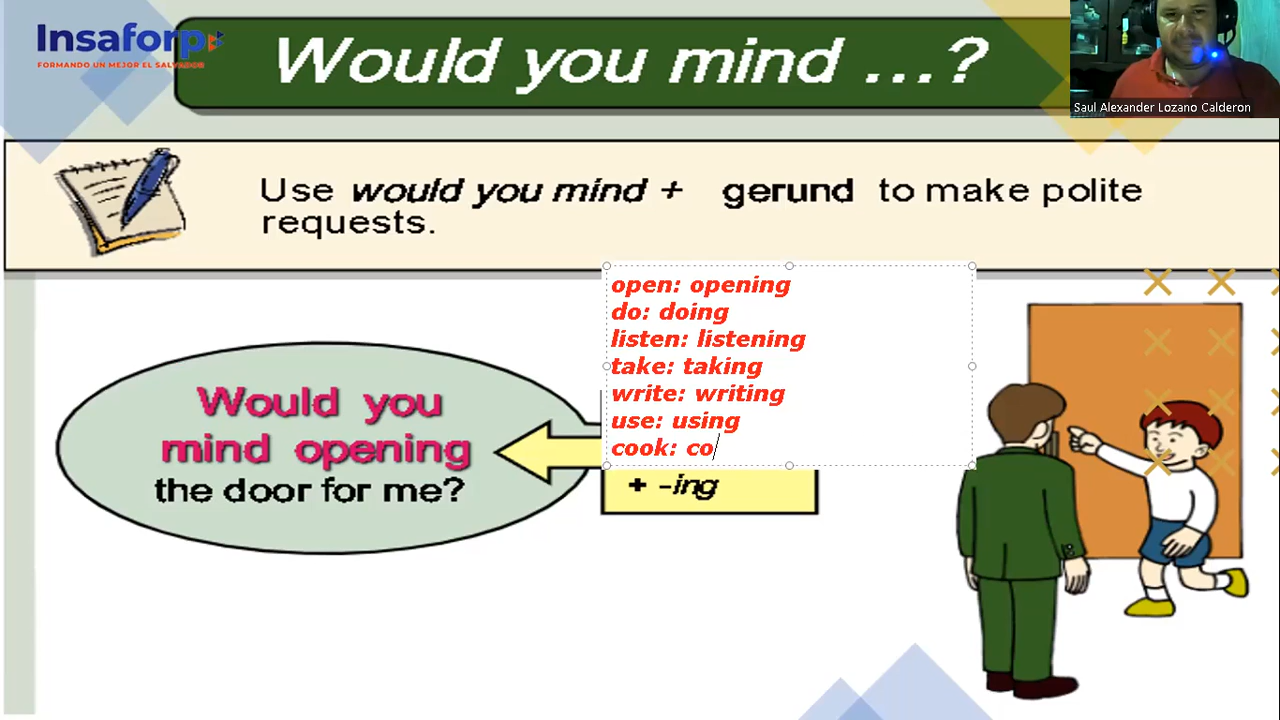 Insaforp
FORMANDO UN MEJOR EL SALVADOR
Would you mind ...?
Saul Alexander Lozano Calderon
Use would you mind + gerund to make polite
requests.
open: opening
do: doing
listen: listening
take: taking
write: writing
use: using
cook: co
Would you
mind opening
the door for me?
+ -ing